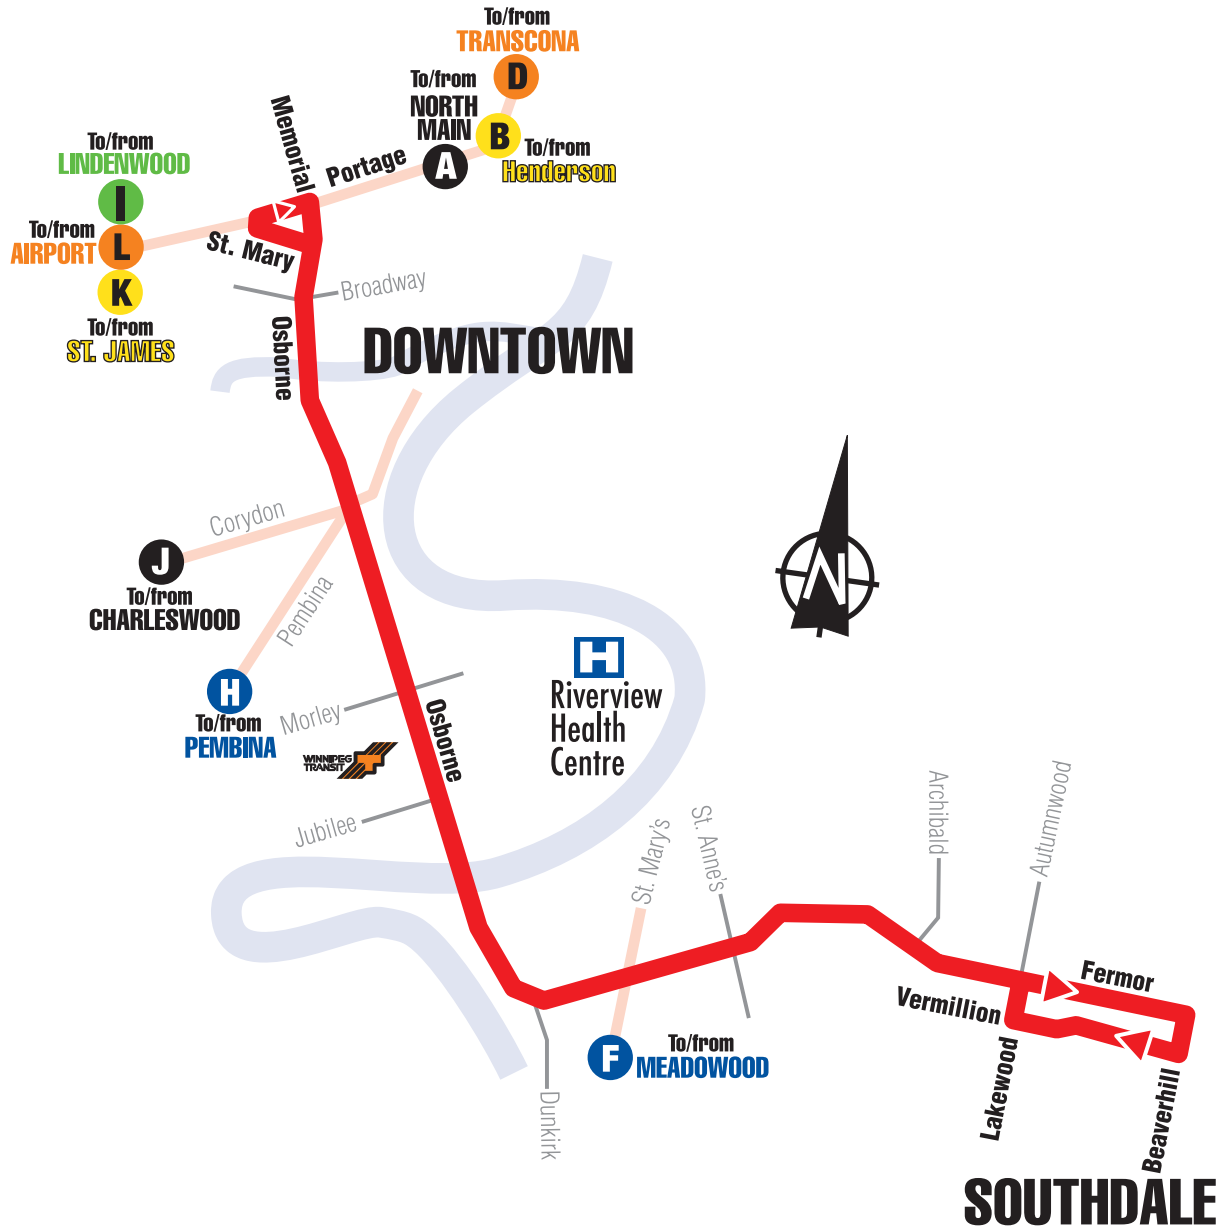 To/from
TRANSCONA
D
To/from
NORTH
MAIN
A
B
To/from
Henderson
Memorial
Portage
To/from
LINDENWOOD
I
To/from
AIRPORT
L
K
To/from
ST. JAMES
St. Mary
Broadway
Osborne
DOWNTOWN
Corydon
J
To/from
CHARLESWOOD
Pembina
H
To/from
PEMBINA
N
H
Riverview
Health
Centre
Morley
Osborne
WINNIPEG
TRANSIT
Jubilee
St. Mary's
St. Anne's
Archibald
Autumnwood
Fermor
Vermillion
Lakewood
Beaverhill
F
To/from
MEADOWOOD
Dunkirk
SOUTHDALE